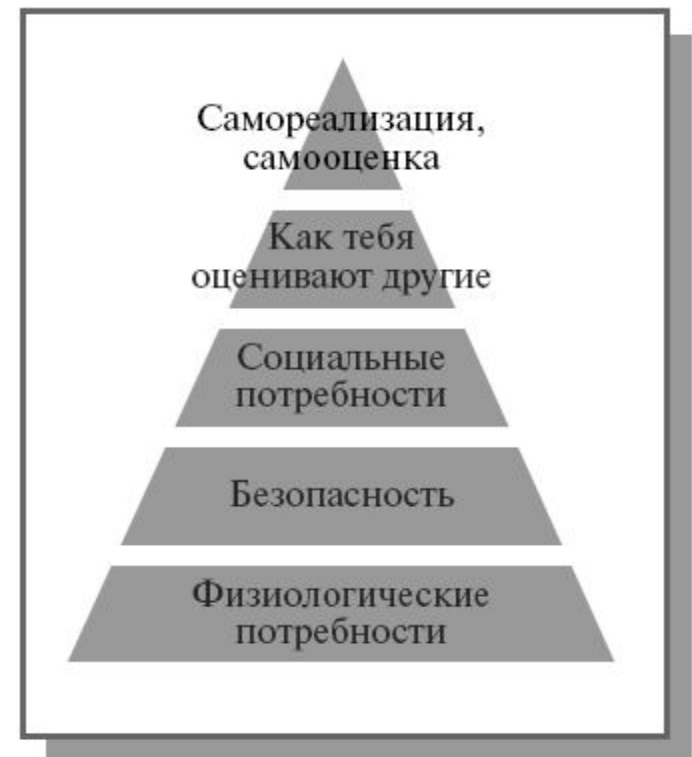 Самореализация,
самооценка
Как тебя
оценивают другие
Социальные
потребности
Безопасность
Физиологические
потребности